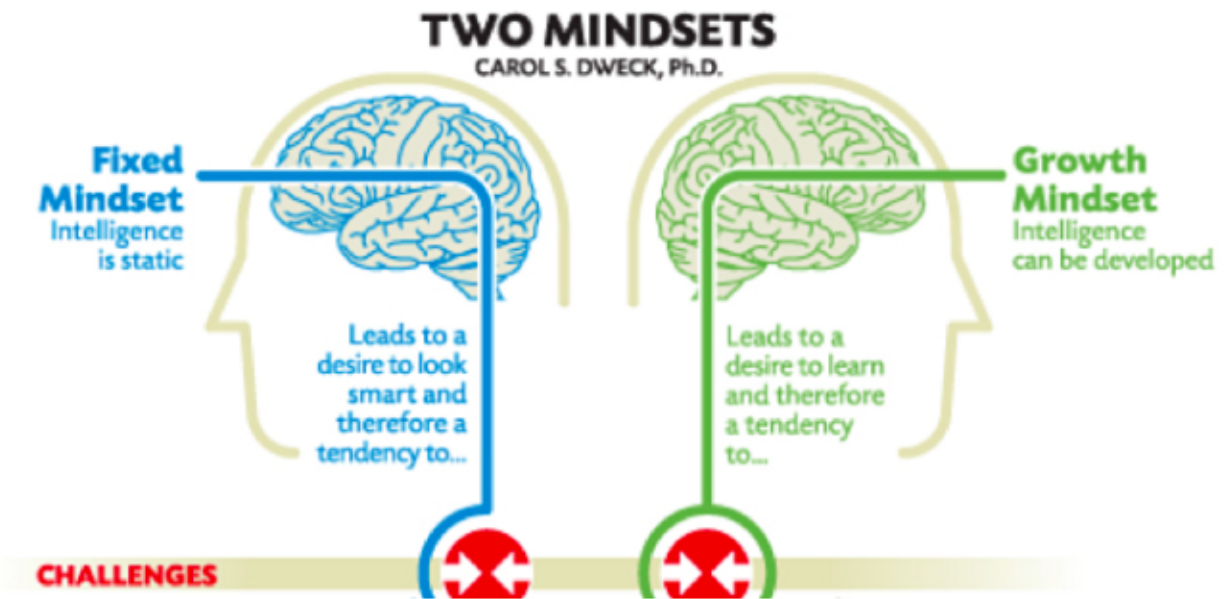 TWO MINDSETS
CAROL S. DWECK, Ph.D.
Fixed
Mindset
Intelligence
is static
Growth
Mindset
Intelligence
can be developed
Leads to a
desire to look
smart and
therefore a
tendency to...
Leads to a
desire to learn
and therefore
a tendency
to....
CHALLENGES